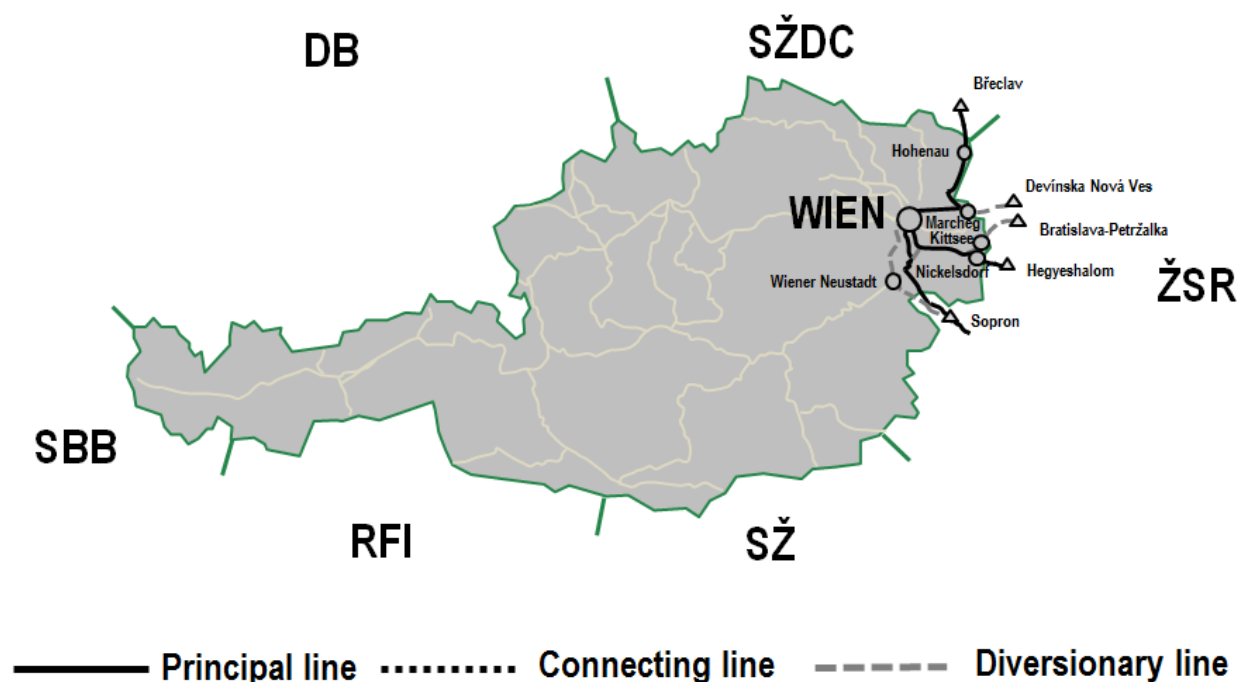 DB
SŽDC
Břeclav
Hohenau
Devínska Nová Ves
WIEN
Marcheg
Bratislava-Petržalka
Kittsee
Nickelsdorf
Hegyeshalom
Wiener Neustadt
ŽSR
Sopron
SBB
RFI
SŽ
Principal line
Connecting line
Diversionary line